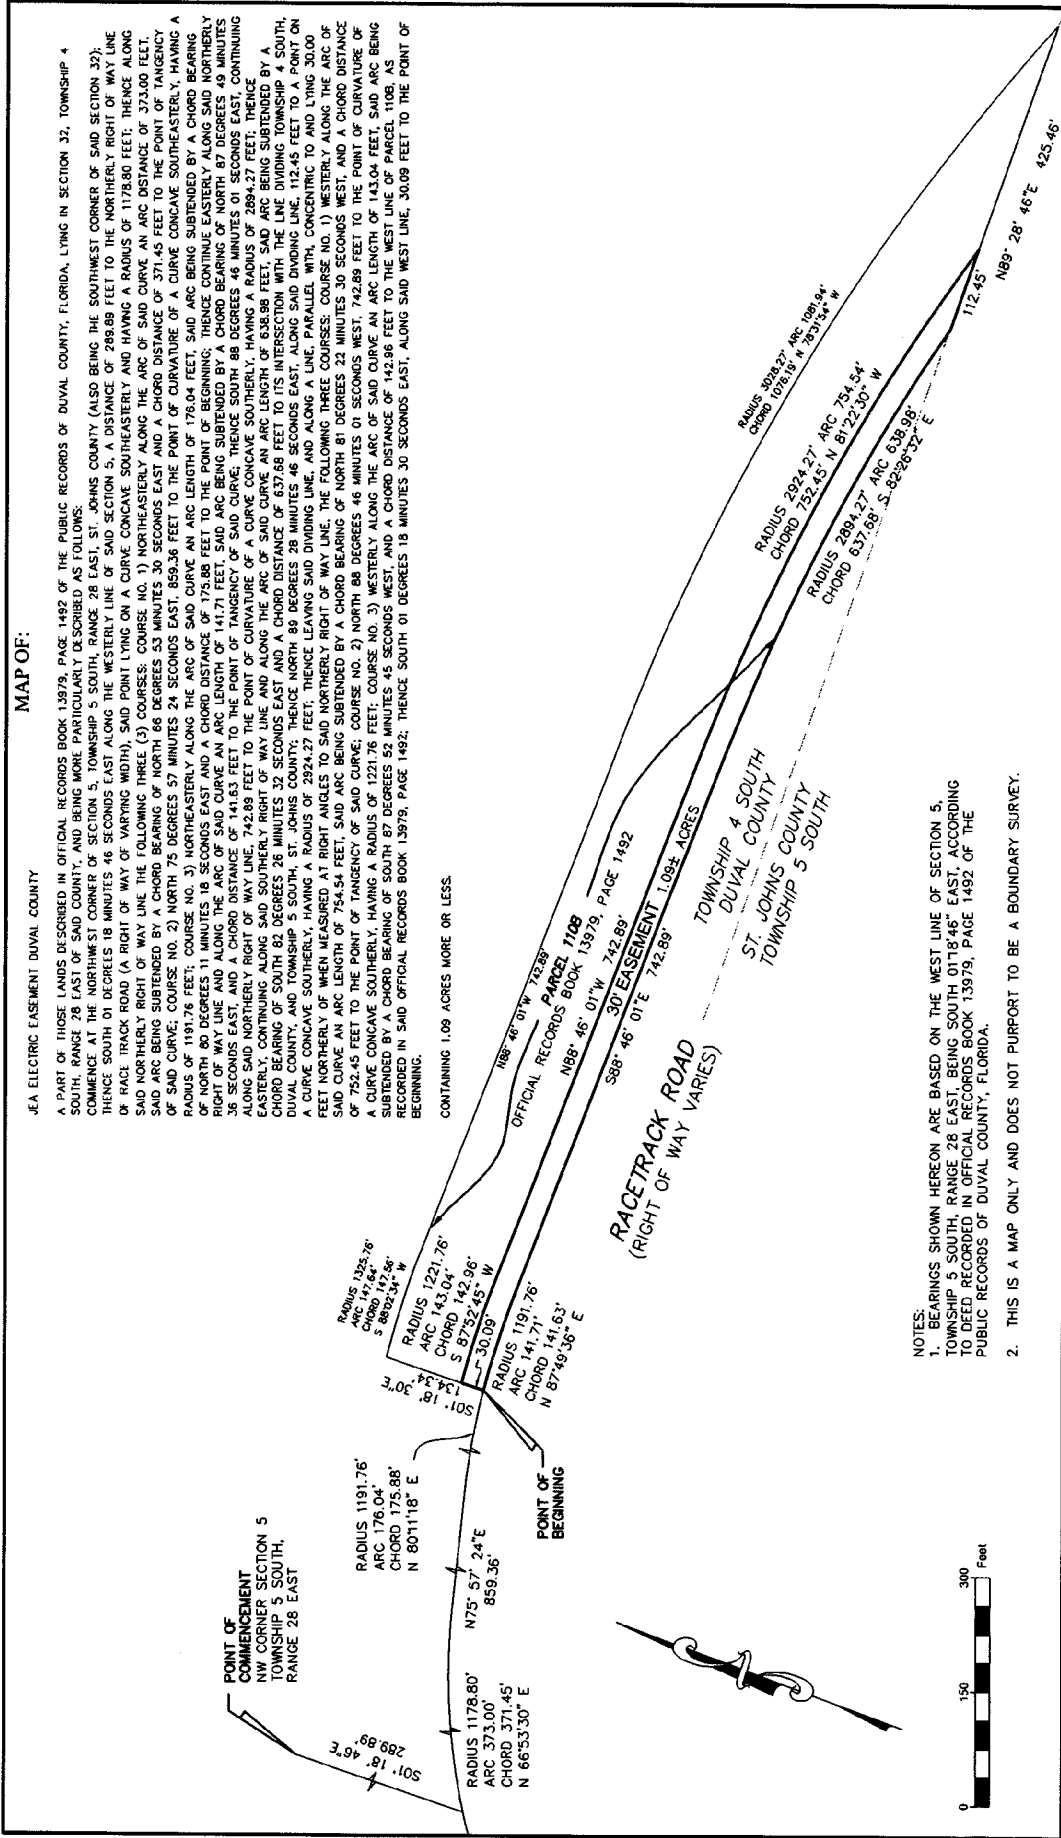 MAP OF:
JEA ELECTRIC EASEMENT DUVAL COUNTY
A PART OF THOSE LANDS DESCRIBED IN OFFICIAL RECORDS BOOK 13979, PAGE 1492 OF THE PUBLIC RECORDS OF DUVAL COUNTY, FLORIDA, LYING IN SECTION 32, TOWNSHIP 4
SOUTH, RANGE 28 EAST OF SAID COUNTY, AND BEING MORE PARTICULARLY DESCRIBED AS FOLLOWS:
COMMENCE AT THE NORTHWEST CORNER OF SECTION 5, TOWNSHIP 5 SOUTH, RANGE 28 EAST, ST. JOHNS COUNTY (ALSO BEING THE SOUTHWEST CORNER OF SAID SECTION 32);
THENCE SOUTH 01 DEGREES 18 MINUTES 46 SECONDS EAST ALONG THE WESTERLY LINE OF SAID SECTION 5, A DISTANCE OF 289.89 FEET TO THE NORTHERLY RIGHT OF WAY LINE
OF RACE TRACK ROAD (A RIGHT OF WAY OF VARYING WIDTH), SAID POINT LYING ON A CURVE CONCAVE SOUTHEASTERLY AND HAVING A RADIUS OF 1178.80 FEET; THENCE ALONG
SAID NORTHERLY RIGHT OF WAY LINE THE FOLLOWING THREE (3) COURSES: COURSE NO. 1) NORTHEASTERLY ALONG THE ARC OF SAID CURVE AN ARC DISTANCE OF 373.00 FEET,
SAID ARC BEING SUBTENDED BY A CHORD BEARING OF NORTH 66 DEGREES 53 MINUTES 30 SECONDS EAST AND A CHORD DISTANCE OF 371.45 FEET TO THE POINT OF TANGENCY
OF SAID CURVE; COURSE NO. 2) NORTH 75 DEGREES 57 MINUTES 24 SECONDS EAST, 859.36 FEET TO THE POINT OF CURVATURE OF A CURVE CONCAVE SOUTHEASTERLY, HAVING A
RADIUS OF 1191.76 FEET; COURSE NO. 3) NORTHEASTERLY ALONG THE ARC OF SAID CURVE AN ARC LENGTH OF 176.04 FEET, SAID ARC BEING SUBTENDED BY A CHORD BEARING
OF NORTH 80 DEGREES 11 MINUTES 18 SECONDS EAST AND A CHORD DISTANCE OF 175.88 FEET TO THE POINT OF BEGINNING; THENCE CONTINUE EASTERLY ALONG SAID NORTHERLY
RIGHT OF WAY LINE AND ALONG THE ARC OF SAID CURVE AN ARC LENGTH OF 141.71 FEET, SAID ARC BEING SUBTENDED BY A CHORD BEARING OF NORTH 87 DEGREES 49 MINUTES
36 SECONDS EAST, AND A CHORD DISTANCE OF 141.63 FEET TO THE POINT OF TANGENCY OF SAID CURVE; THENCE SOUTH 88 DEGREES 46 MINUTES 01 SECONDS EAST, CONTINUING
ALONG SAID NORTHERLY RIGHT OF WAY LINE, 742.89 FEET TO THE POINT OF CURVATURE OF A CURVE CONCAVE SOUTHERLY, HAVING A RADIUS OF 2894.27 FEET; THENCE
EASTERLY, CONTINUING ALONG SAID SOUTHERLY RIGHT OF WAY LINE AND ALONG THE ARC OF SAID CURVE AN ARC LENGTH OF 638.98 FEET, SAID ARC BEING SUBTENDED BY A
CHORD BEARING OF SOUTH 82 DEGREES 26 MINUTES 32 SECONDS EAST AND A CHORD DISTANCE OF 637.68 FEET TO ITS INTERSECTION WITH THE LINE DIVIDING TOWNSHIP 4 SOUTH,
DUVAL COUNTY, AND TOWNSHIP 5 SOUTH, ST. JOHNS COUNTY; THENCE NORTH 89 DEGREES 28 MINUTES 46 SECONDS EAST, ALONG SAID DIVIDING LINE, 112.45 FEET TO A POINT ON
A CURVE CONCAVE SOUTHERLY, HAVING A RADIUS OF 2924.27 FEET; THENCE LEAVING SAID DIVIDING LINE, AND ALONG A LINE, PARALLEL WITH, CONCENTRIC TO AND LYING 30.00
FEET NORTHERLY OF WHEN MEASURED AT RIGHT ANGLES TO SAID NORTHERLY RIGHT OF WAY LINE, THE FOLLOWING THREE COURSES: COURSE NO. 1) WESTERLY ALONG THE ARC OF
SAID CURVE AN ARC LENGTH OF 754.54 FEET, SAID ARC BEING SUBTENDED BY A CHORD BEARING OF NORTH 81 DEGREES 22 MINUTES 30 SECONDS WEST, AND A CHORD DISTANCE
OF 752.45 FEET TO THE POINT OF TANGENCY OF SAID CURVE; COURSE NO. 2) NORTH 88 DEGREES 46 MINUTES 01 SECONDS WEST, 742.89 FEET TO THE POINT OF CURVATURE OF
A CURVE CONCAVE SOUTHERLY, HAVING A RADIUS OF 1221.76 FEET; COURSE NO. 3) WESTERLY ALONG THE ARC OF SAID CURVE AN ARC LENGTH OF 143.04 FEET, SAID ARC BEING
SUBTENDED BY A CHORD BEARING OF SOUTH 87 DEGREES 52 MINUTES 45 SECONDS WEST, AND A CHORD DISTANCE OF 142.96 FEET TO THE WEST LINE OF PARCEL 110B, AS
RECORDED IN SAID OFFICIAL RECORDS BOOK 13979, PAGE 1492; THENCE SOUTH 01 DEGREES 18 MINUTES 30 SECONDS EAST, ALONG SAID WEST LINE, 30.09 FEET TO THE POINT OF
BEGINNING.
CONTAINING 1.09 ACRES MORE OR LESS.
POINT OF
COMMENCEMENT
NW CORNER SECTION 5
TOWNSHIP 5 SOUTH,
RANGE 28 EAST
S01° 18' 46"E
289.89'
RADIUS 1178.80'
ARC 373.00'
CHORD 371.45'
N 66°53'30" E
N75° 57' 24"E
859.36'
RADIUS 1191.76'
ARC 176.04'
CHORD 175.88'
N 80°11'18" E
POINT OF
BEGINNING
S01° 18' 30"E
134.34'
RADIUS 1325.76'
ARC 147.64'
CHORD 147.56'
S 88°02'34" W
RADIUS 1221.76'
ARC 143.04'
CHORD 142.96'
S 87°52'45" W
30.09'
RADIUS 1191.76'
ARC 141.71'
CHORD 141.63'
N 87°49'36" E
N88° 46' 01"W 742.89'
PARCEL 110B
OFFICIAL RECORDS BOOK 13979, PAGE 1492
N88° 46' 01"W 742.89'
30' EASEMENT 1.09± ACRES
S88° 46' 01"E 742.89'
RACETRACK ROAD
(RIGHT OF WAY VARIES)
TOWNSHIP 4 SOUTH
DUVAL COUNTY
ST. JOHNS COUNTY
TOWNSHIP 5 SOUTH
RADIUS 3028.27' ARC 1081.94'
CHORD 1076.19' N 78°31'54" W
RADIUS 2924.27' ARC 754.54'
CHORD 752.45' N 81°22'30" W
RADIUS 2894.27' ARC 638.98'
CHORD 637.68' S 82°26'32" E
112.45'
N89° 28' 46"E 425.46'
0 150 300
Feet
NOTES:
1. BEARINGS SHOWN HEREON ARE BASED ON THE WEST LINE OF SECTION 5,
TOWNSHIP 5 SOUTH, RANGE 28 EAST, BEING SOUTH 01°18'46" EAST, ACCORDING
TO DEED RECORDED IN OFFICIAL RECORDS BOOK 13979, PAGE 1492 OF THE
PUBLIC RECORDS OF DUVAL COUNTY, FLORIDA.
2. THIS IS A MAP ONLY AND DOES NOT PURPORT TO BE A BOUNDARY SURVEY.